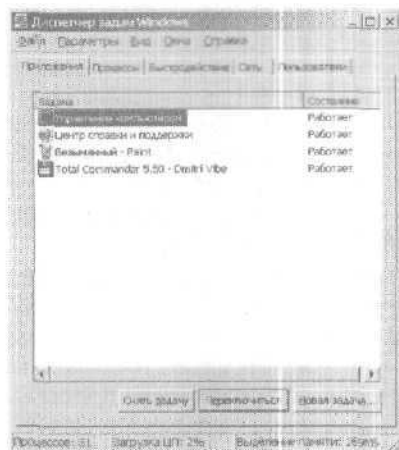 Диспетчер задач Windows
Файл Параметры Вид Окна Справка
Приложения Процессы Быстродействие Сеть Пользователи
Задача Состояние
Управление компьютером Работает
Центр справки и поддержки Работает
Безымянный - Paint Работает
Total Commander 5.50 - Dmitri Vibe Работает
Снять задачу Переключиться Новая задача...
Процессов: 31 Загрузка ЦП: 2% Выделение памяти: